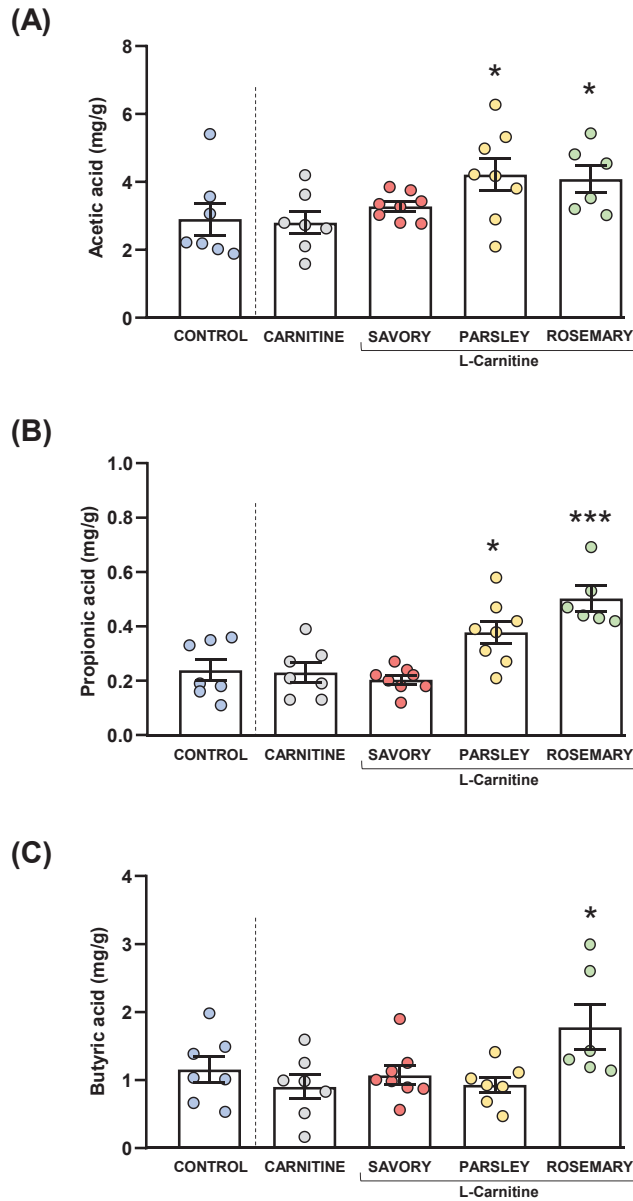 (A)
Acetic acid (mg/g)
8
6
4
2
0
* *
CONTROL CARNITINE SAVORY PARSLEY ROSEMARY
L-Carnitine
(B)
Propionic acid (mg/g)
1.0
0.8
0.6
0.4
0.2
0.0
* ***
CONTROL CARNITINE SAVORY PARSLEY ROSEMARY
L-Carnitine
(C)
Butyric acid (mg/g)
4
3
2
1
0
*
CONTROL CARNITINE SAVORY PARSLEY ROSEMARY
L-Carnitine